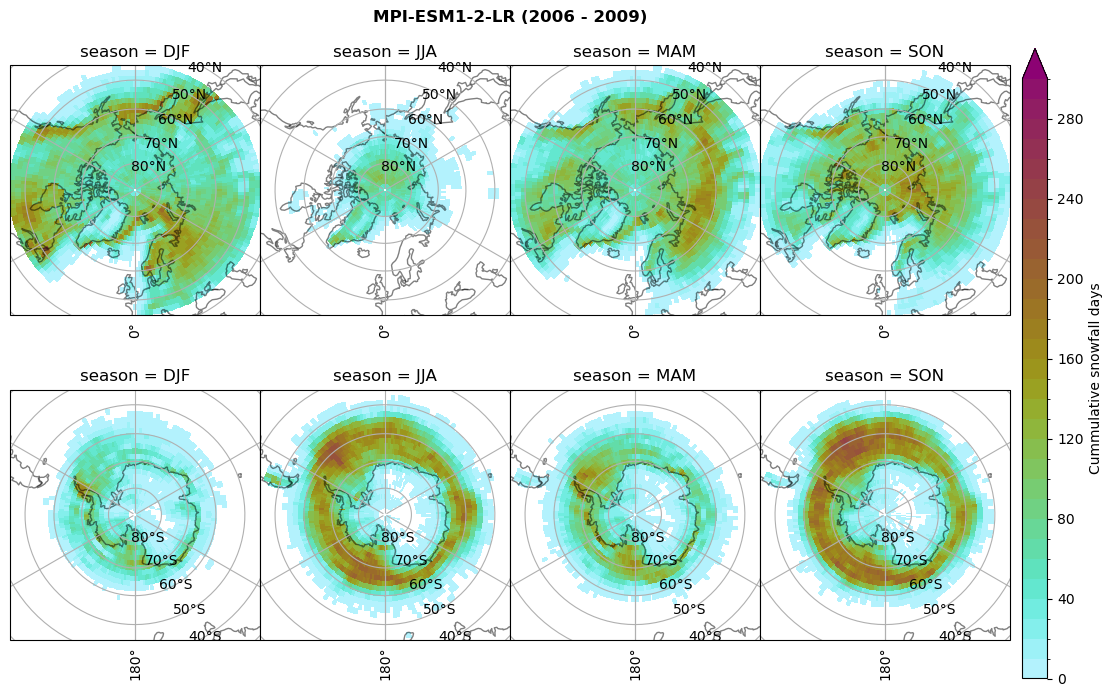 MPI-ESM1-2-LR (2006 - 2009)
season = DJF
season = JJA
season = MAM
season = SON
40°N
50°N
60°N
70°N
80°N
40°N
50°N
60°N
70°N
80°N
40°N
50°N
60°N
70°N
80°N
40°N
50°N
60°N
70°N
80°N
0°
0°
0°
0°
season = DJF
season = JJA
season = MAM
season = SON
80°S
70°S
60°S
50°S
40°S
80°S
70°S
60°S
50°S
40°S
80°S
70°S
60°S
50°S
40°S
80°S
70°S
60°S
50°S
40°S
180°
180°
180°
180°
280
240
200
160
120
80
40
0
Cummulative snowfall days